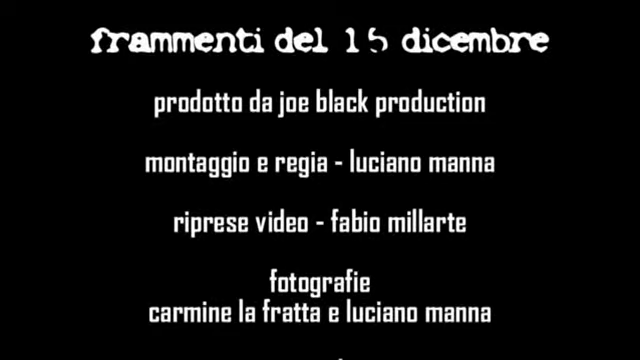 frammenti del 15 dicembre
prodotto da joe black production
montaggio e regia - luciano manna
riprese video - fabio millarte
fotografie
carmine la fratta e luciano manna